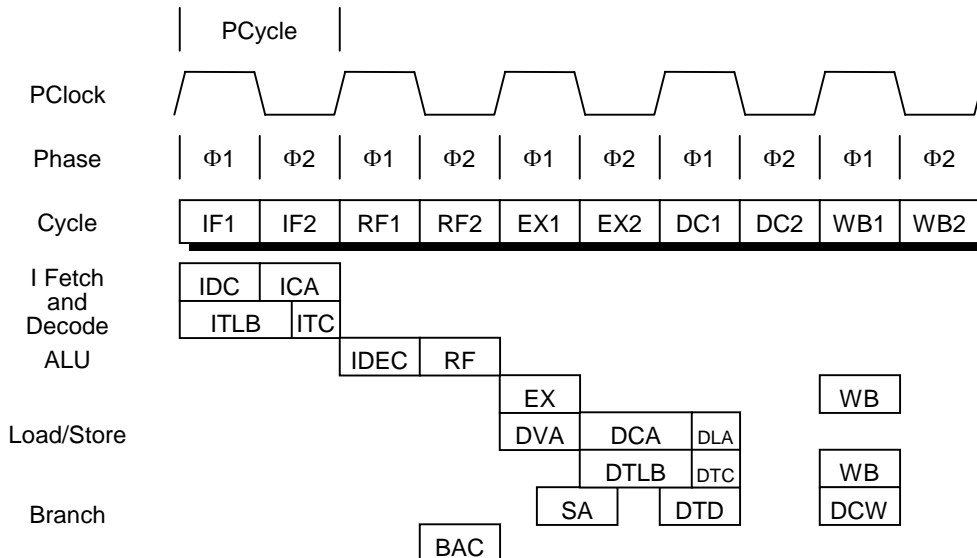 PCycle
PClock
Phase Φ1 Φ2 Φ1 Φ2 Φ1 Φ2 Φ1 Φ2 Φ1 Φ2
Cycle IF1 IF2 RF1 RF2 EX1 EX2 DC1 DC2 WB1 WB2
I Fetch
and
Decode
IDC ICA
ITLB ITC
ALU
IDEC RF
EX WB
Load/Store
DVA DCA DLA
DTLB DTC WB
SA DTD DCW
Branch
BAC